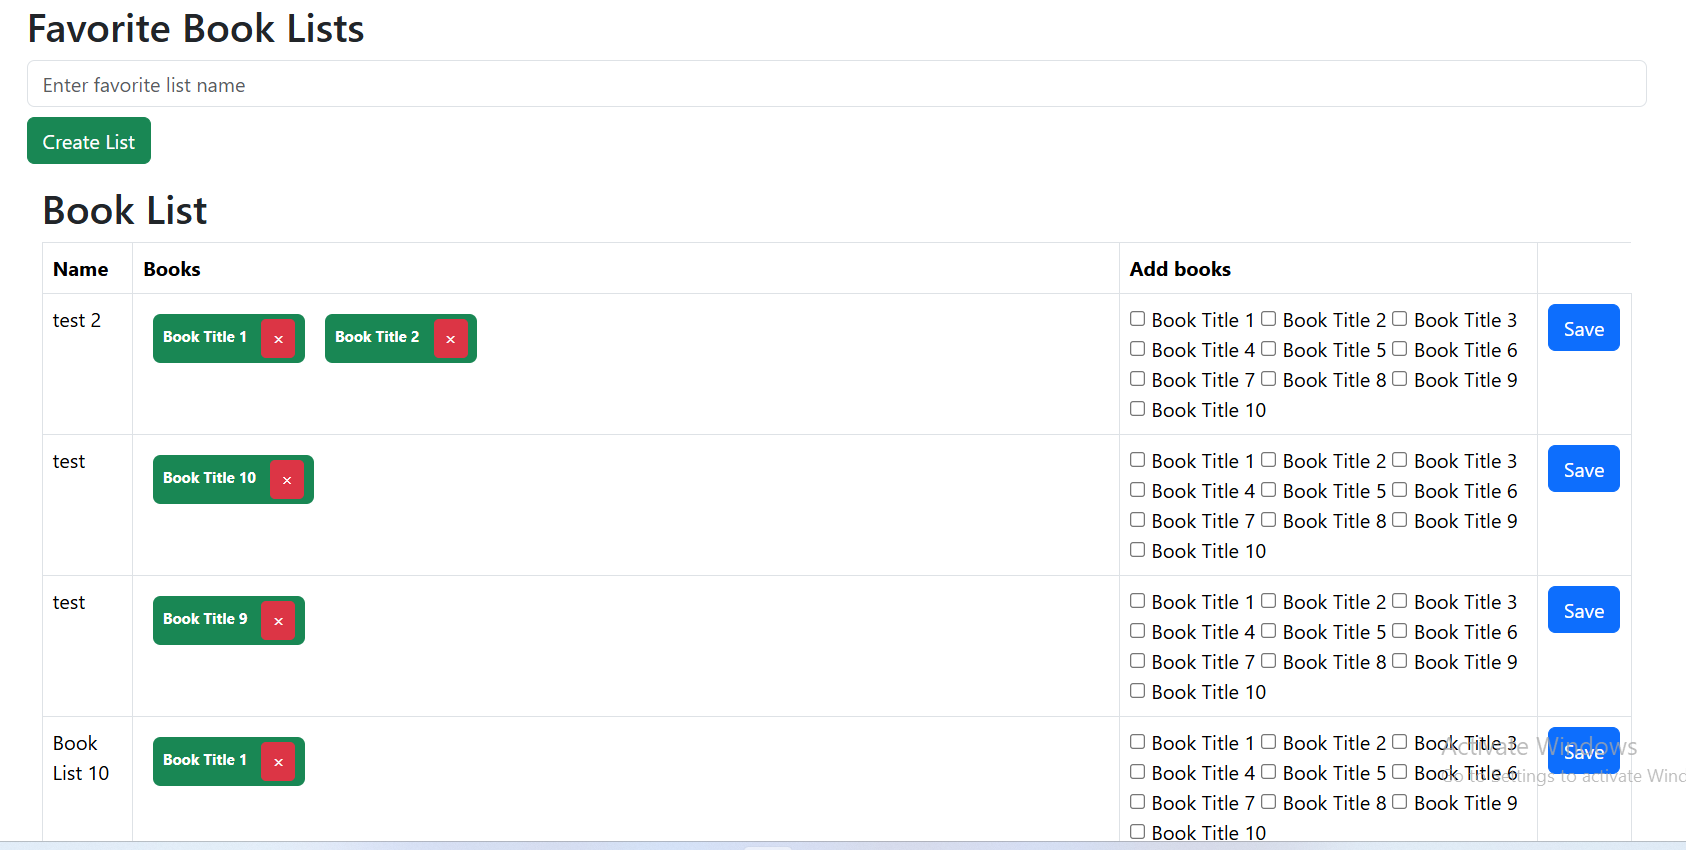 Favorite Book Lists
Enter favorite list name
Create List
Book List
Name Books Add books
test 2 Book Title 1 × Book Title 2 × Book Title 1 Book Title 2 Book Title 3 Save
Book Title 4 Book Title 5 Book Title 6
Book Title 7 Book Title 8 Book Title 9
Book Title 10
test Book Title 10 × Book Title 1 Book Title 2 Book Title 3 Save
Book Title 4 Book Title 5 Book Title 6
Book Title 7 Book Title 8 Book Title 9
Book Title 10
test Book Title 9 × Book Title 1 Book Title 2 Book Title 3 Save
Book Title 4 Book Title 5 Book Title 6
Book Title 7 Book Title 8 Book Title 9
Book Title 10
Book Book Title 1 × Book Title 1 Book Title 2 Book Title 3 Save
List 10 Book Title 4 Book Title 5 Book Title 6
Book Title 7 Book Title 8 Book Title 9
Book Title 10
Activate Windows
Go to Settings to activate Winc